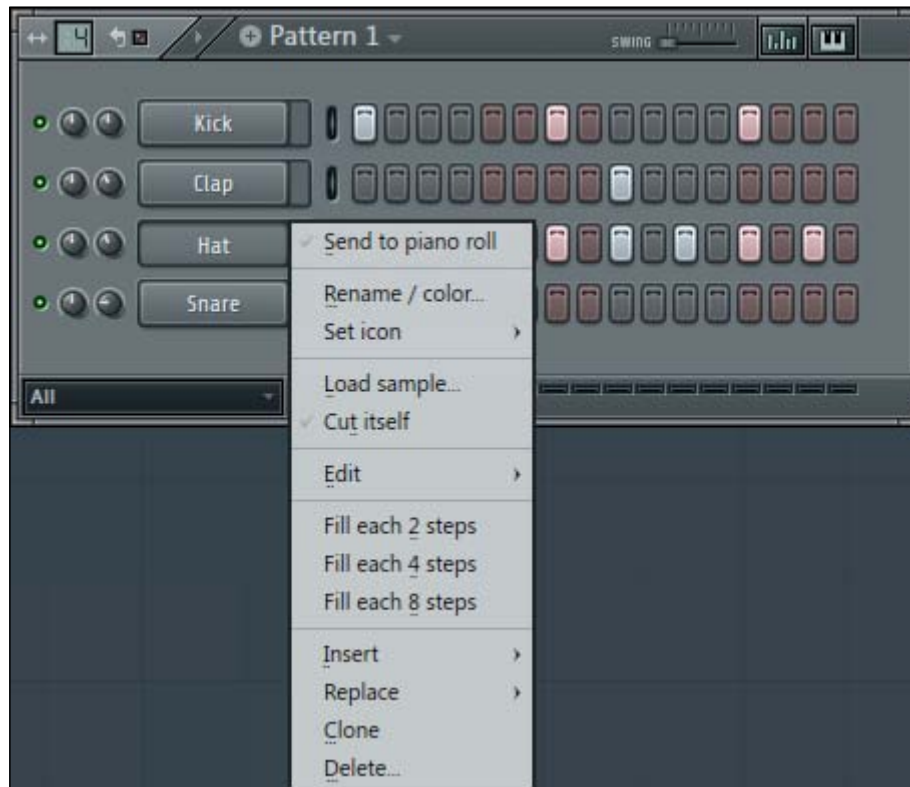 4 Pattern 1 SWING
Kick
Clap
Hat
Snare
All
Send to piano roll
Rename / color...
Set icon
Load sample...
Cut itself
Edit
Fill each 2 steps
Fill each 4 steps
Fill each 8 steps
Insert
Replace
Clone
Delete...